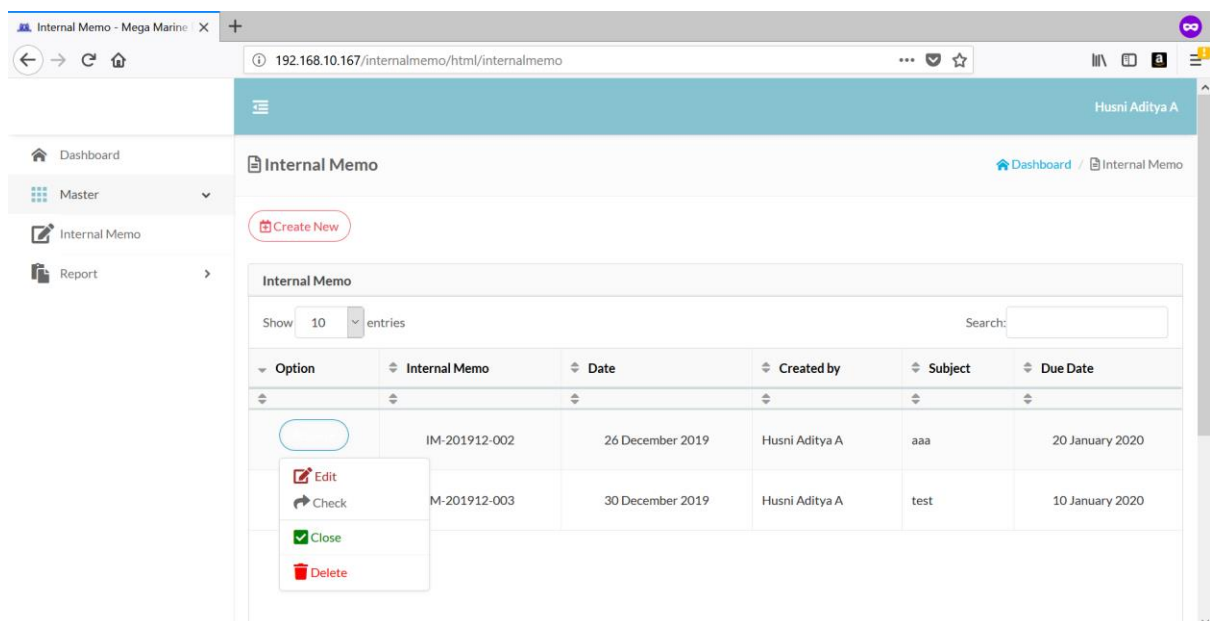 Internal Memo - Mega Marine
192.168.10.167/internalmemo/html/internalmemo
Husni Aditya A
Dashboard
Master
Internal Memo
Report
Internal Memo
Dashboard / Internal Memo
Create New
Internal Memo
Show 10 entries
Search:
Option Internal Memo Date Created by Subject Due Date
IM-201912-002 26 December 2019 Husni Aditya A aaa 20 January 2020
M-201912-003 30 December 2019 Husni Aditya A test 10 January 2020
Edit
Check
Close
Delete